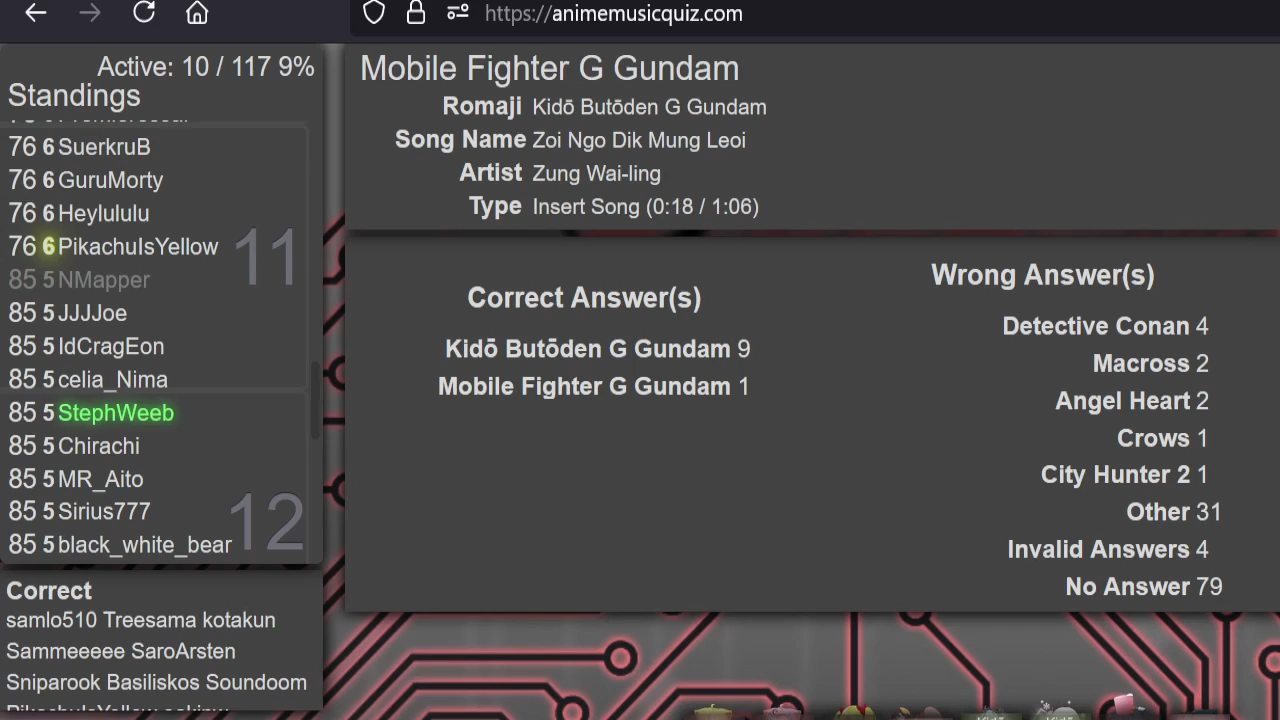 https://animemusicquiz.com
Active: 10 / 117 9%
Standings
76 6 SuerkruB
76 6 GuruMorty
76 6 Heylululu
76 6 PikachuIsYellow
11
85 5 NMapper
85 5 JJJJoe
85 5 IdCragEon
85 5 celia_Nima
85 5 StephWeeb
85 5 Chirachi
85 5 MR_Aito
85 5 Sirius777
12
85 5 black_white_bear
Correct
samlo510 Treesama kotakun
Sammeeeee SaroArsten
Sniparook Basiliskos Soundoom
Mobile Fighter G Gundam
Romaji Kidō Butōden G Gundam
Song Name Zoi Ngo Dik Mung Leoi
Artist Zung Wai-ling
Type Insert Song (0:18 / 1:06)
Correct Answer(s)
Kidō Butōden G Gundam 9
Mobile Fighter G Gundam 1
Wrong Answer(s)
Detective Conan 4
Macross 2
Angel Heart 2
Crows 1
City Hunter 2 1
Other 31
Invalid Answers 4
No Answer 79